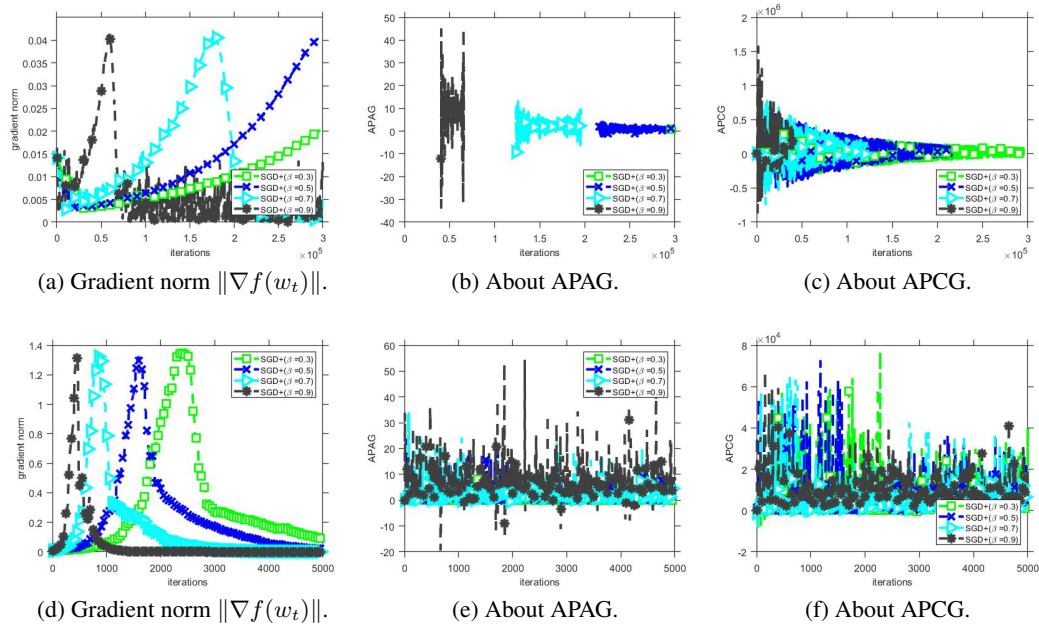 gradient norm
0.04
0.035
0.03
0.025
0.02
0.015
0.01
0.005
0
SGD+(β =0.3)
SGD+(β =0.5)
SGD+(β =0.7)
SGD+(β =0.9)
0 0.5 1 1.5 2 2.5 3
iterations ×10^5
APAG
50
40
30
20
10
0
-10
-20
-30
-40
SGD+(β =0.3)
SGD+(β =0.5)
SGD+(β =0.7)
SGD+(β =0.9)
0 0.5 1 1.5 2 2.5 3
iterations ×10^5
×10^6
APCG
2
1.5
1
0.5
0
-0.5
-1
SGD+(β =0.3)
SGD+(β =0.5)
SGD+(β =0.7)
SGD+(β =0.9)
0 0.5 1 1.5 2 2.5 3
iterations ×10^5
(a) Gradient norm ‖∇f(w_t)‖.
(b) About APAG.
(c) About APCG.
gradient norm
1.4
1.2
1
0.8
0.6
0.4
0.2
0
SGD+(β =0.3)
SGD+(β =0.5)
SGD+(β =0.7)
SGD+(β =0.9)
0 1000 2000 3000 4000 5000
iterations
APAG
60
50
40
30
20
10
0
-10
-20
SGD+(β =0.3)
SGD+(β =0.5)
SGD+(β =0.7)
SGD+(β =0.9)
0 1000 2000 3000 4000 5000
iterations
×10^4
APCG
8
6
4
2
0
-2
SGD+(β =0.3)
SGD+(β =0.5)
SGD+(β =0.7)
SGD+(β =0.9)
0 1000 2000 3000 4000 5000
iterations
(d) Gradient norm ‖∇f(w_t)‖.
(e) About APAG.
(f) About APCG.